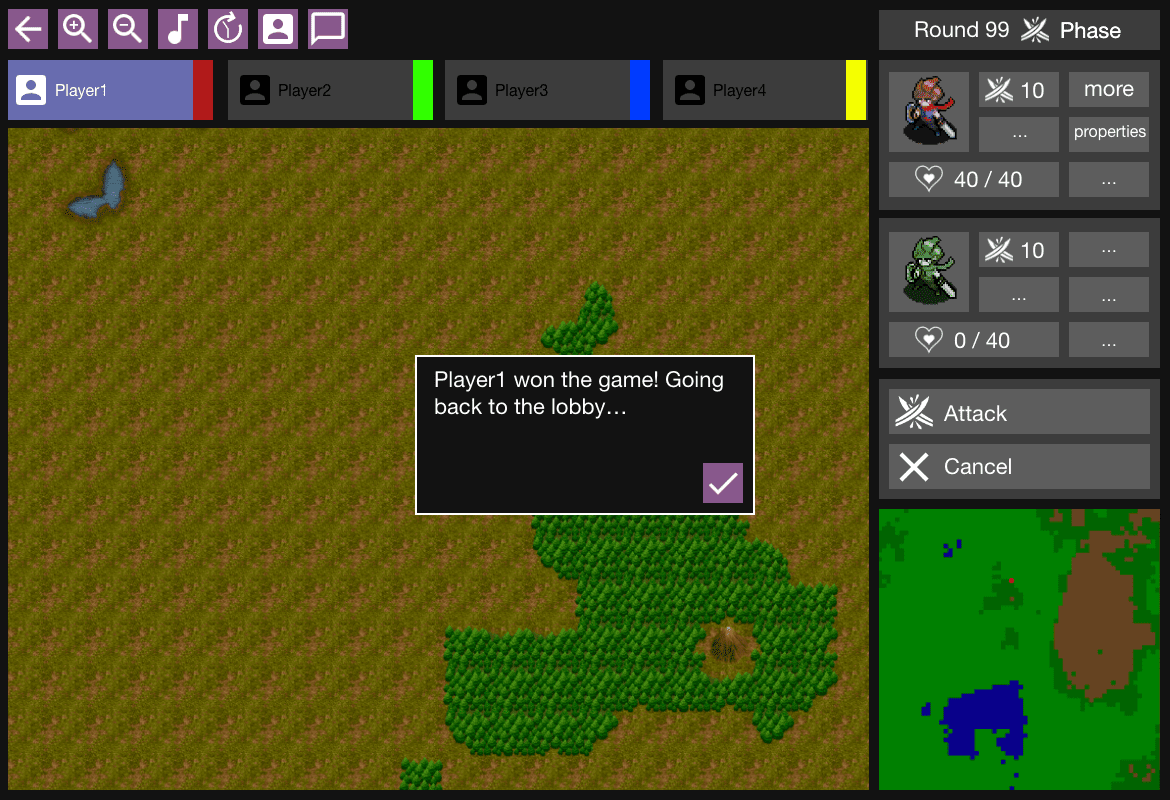 Round 99 Phase
Player1
Player2
Player3
Player4
10
more
...
properties
40 / 40
...
10
...
...
...
0 / 40
...
Player1 won the game! Going
back to the lobby...
Attack
Cancel